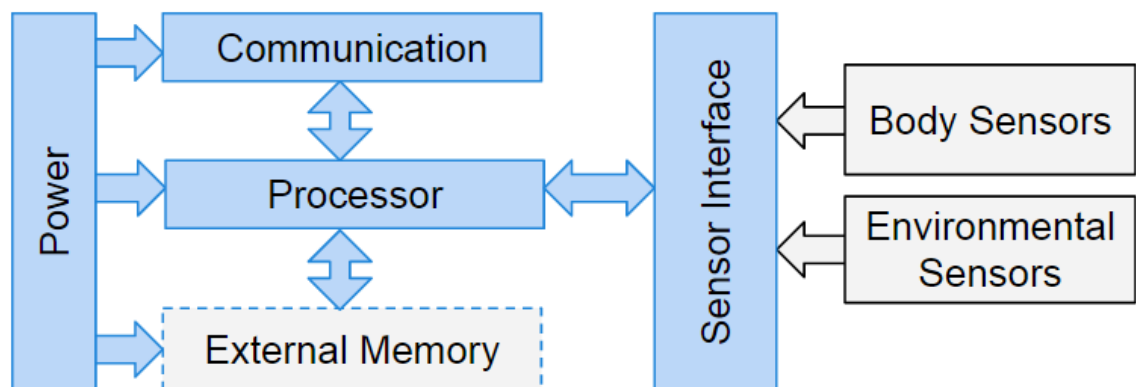 Power
Communication
Processor
External Memory
Sensor Interface
Body Sensors
Environmental
Sensors